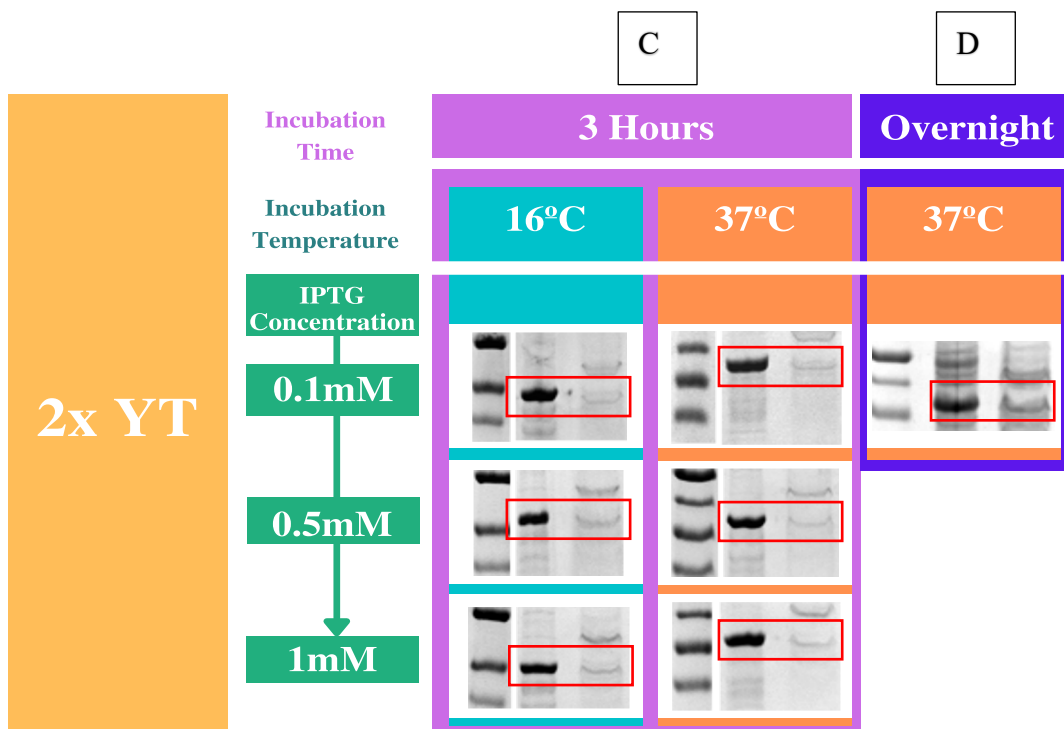 C
D
Incubation
Time
3 Hours
Overnight
Incubation
Temperature
16ºC
37ºC
37ºC
IPTG
Concentration
2x YT
0.1mM
0.5mM
1mM